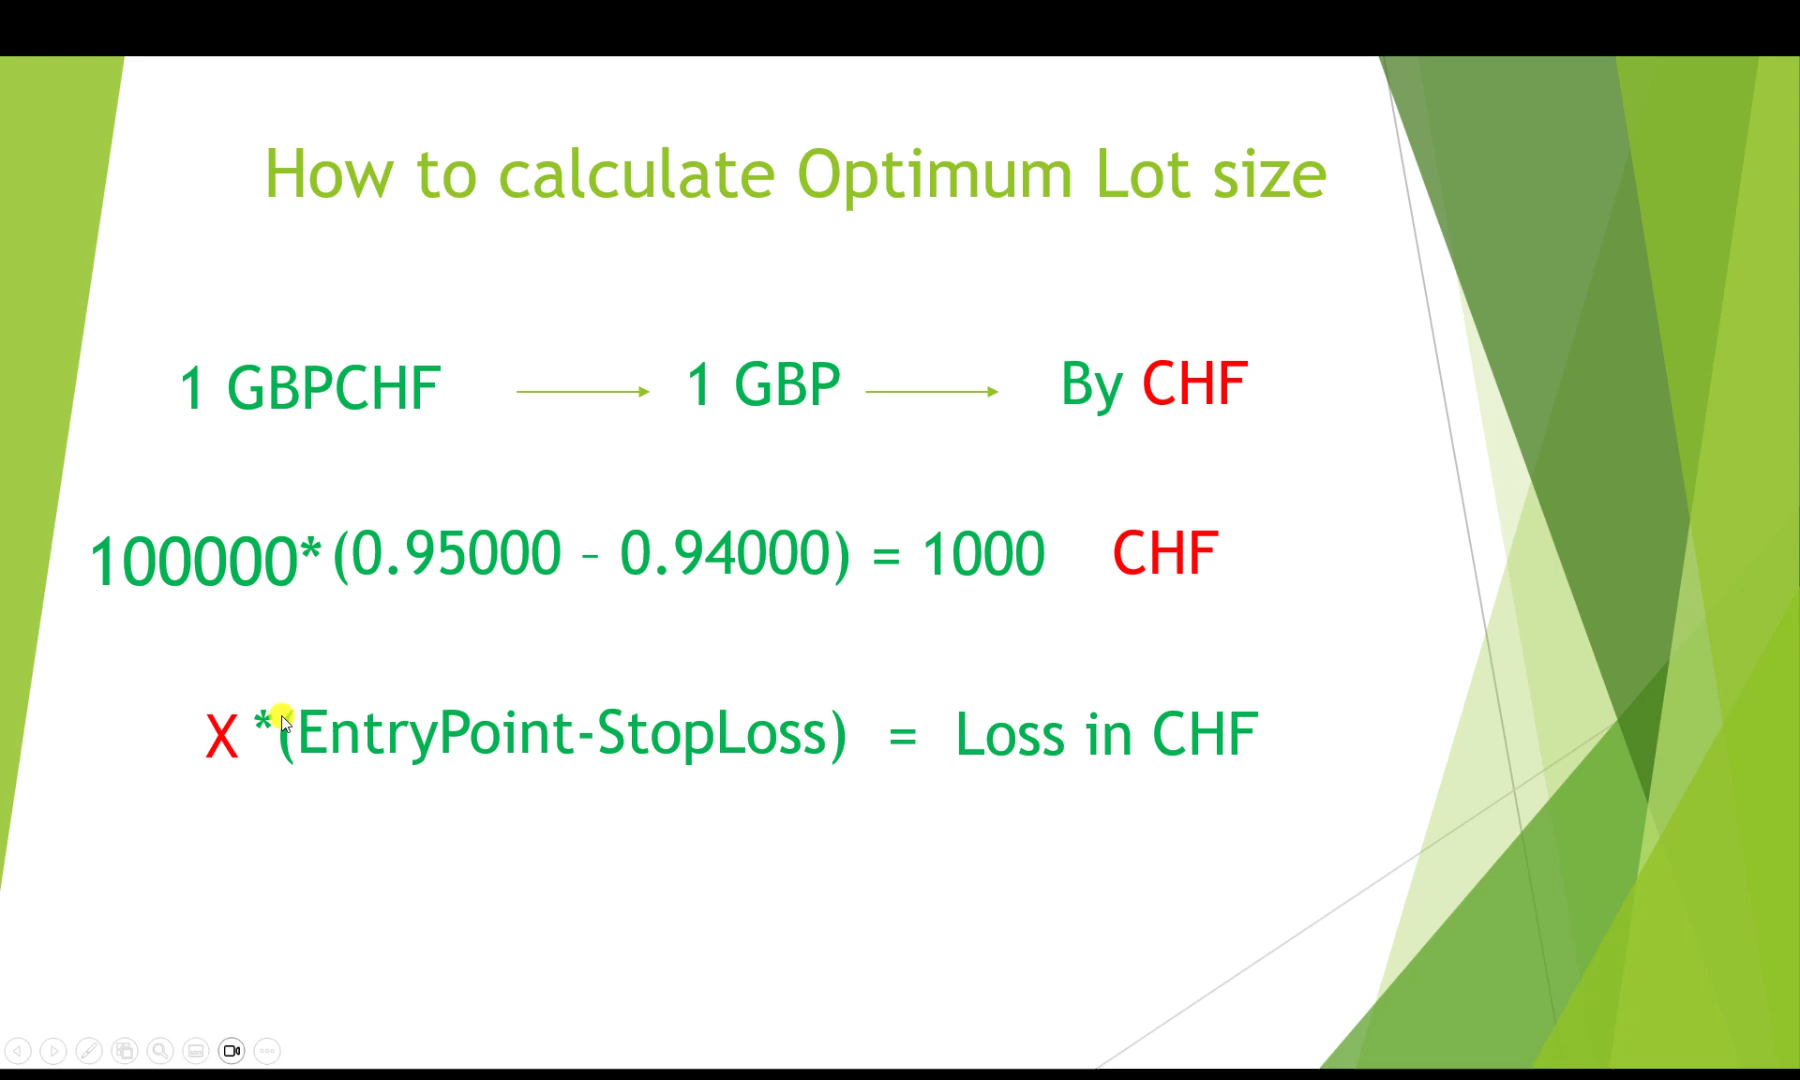 How to calculate Optimum Lot size
1 GBPCHF 1 GBP By CHF
100000* (0.95000 – 0.94000) = 1000 CHF
X *(EntryPoint-StopLoss) = Loss in CHF